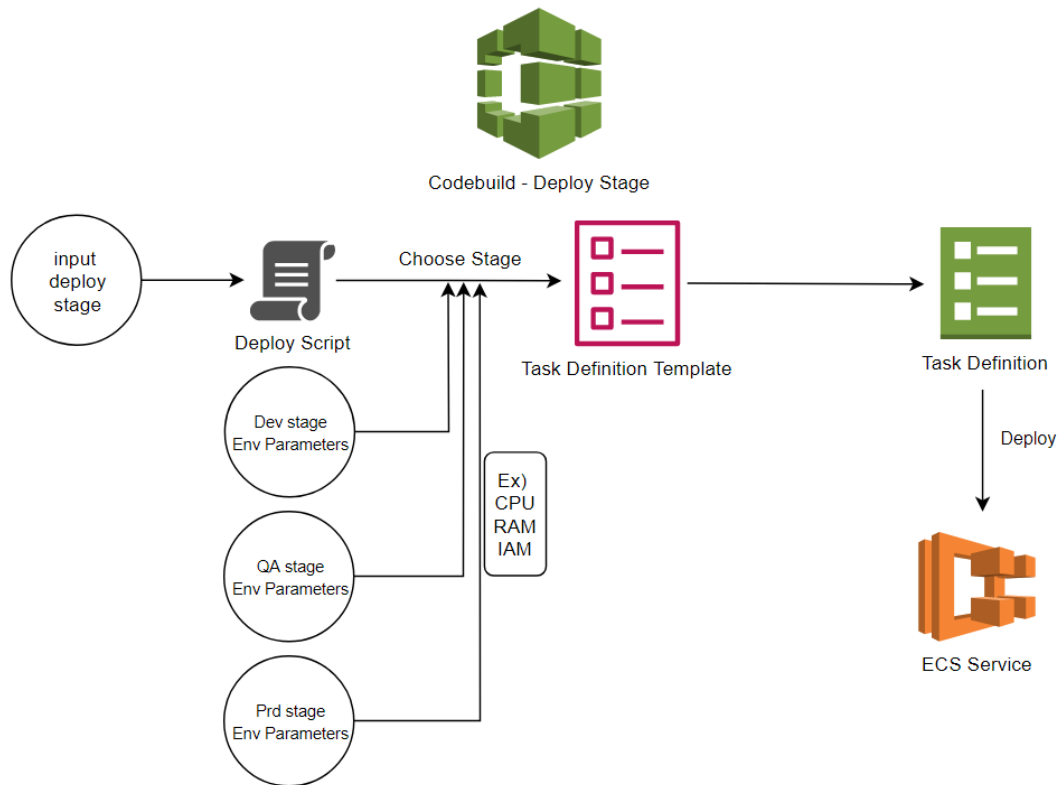 Codebuild - Deploy Stage
input
deploy
stage
Choose Stage
Deploy Script
Task Definition Template
Task Definition
Dev stage
Env Parameters
Deploy
Ex)
CPU
RAM
IAM
QA stage
Env Parameters
ECS Service
Prd stage
Env Parameters